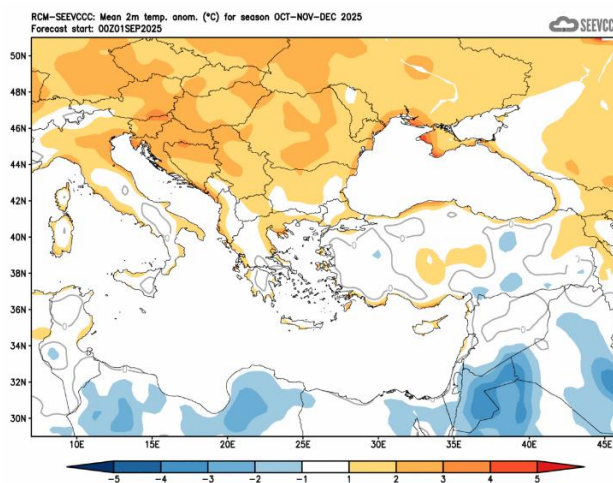 RCM-SEEVCCC: Mean 2m temp. anom. (°C) for season OCT-NOV-DEC 2025
Forecast start: 00Z01SEP2025
SEEVCC
50N
48N
46N
44N
42N
40N
38N
36N
34N
32N
30N
10E 15E 20E 25E 30E 35E 40E 45E
-5 -4 -3 -2 -1 1 2 3 4 5